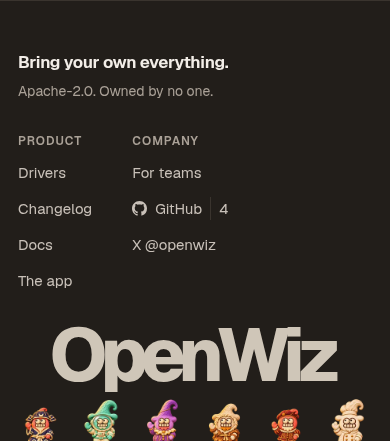 Bring your own everything.
Apache-2.0. Owned by no one.
PRODUCT
Drivers
Changelog
Docs
The app
COMPANY
For teams
GitHub 4
X @openwiz
OpenWiz